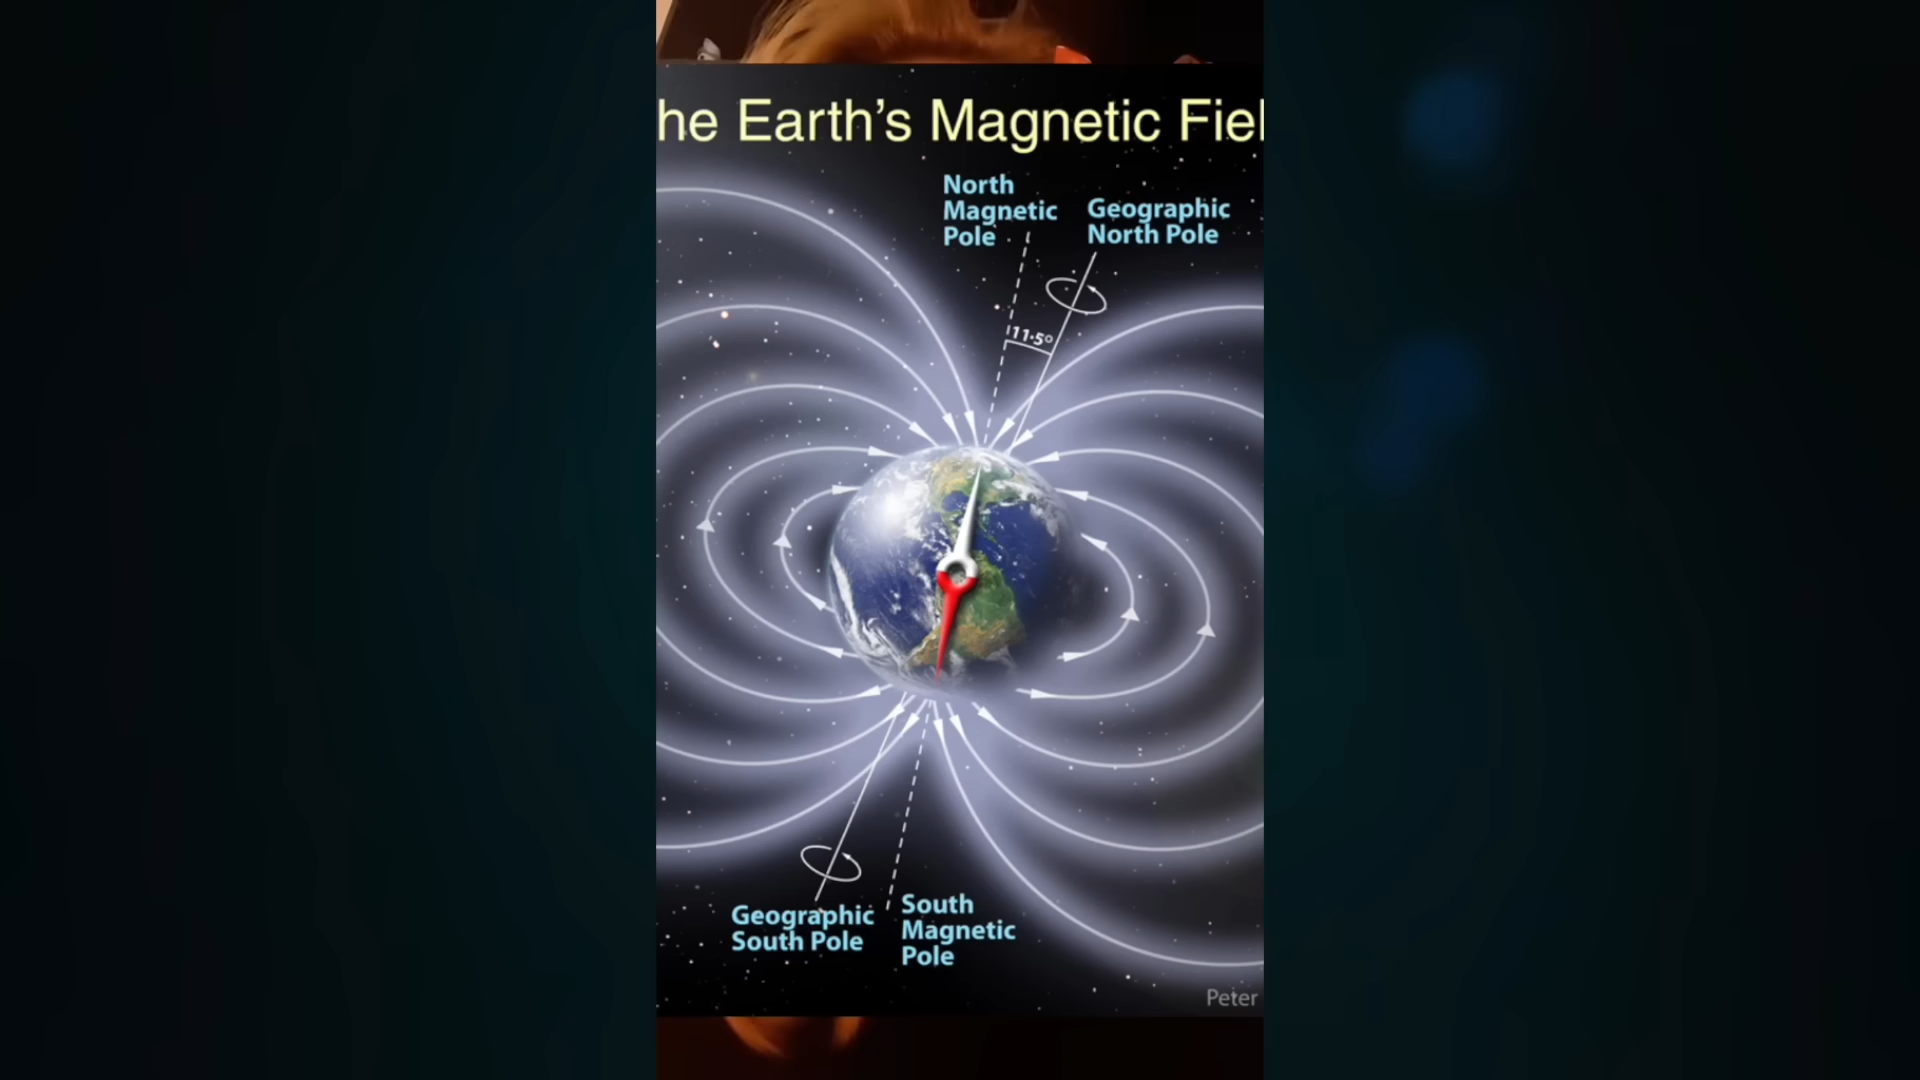 he Earth's Magnetic Fiel
North
Magnetic
Pole
Geographic
North Pole
11·5°
Geographic
South Pole
South
Magnetic
Pole
Peter